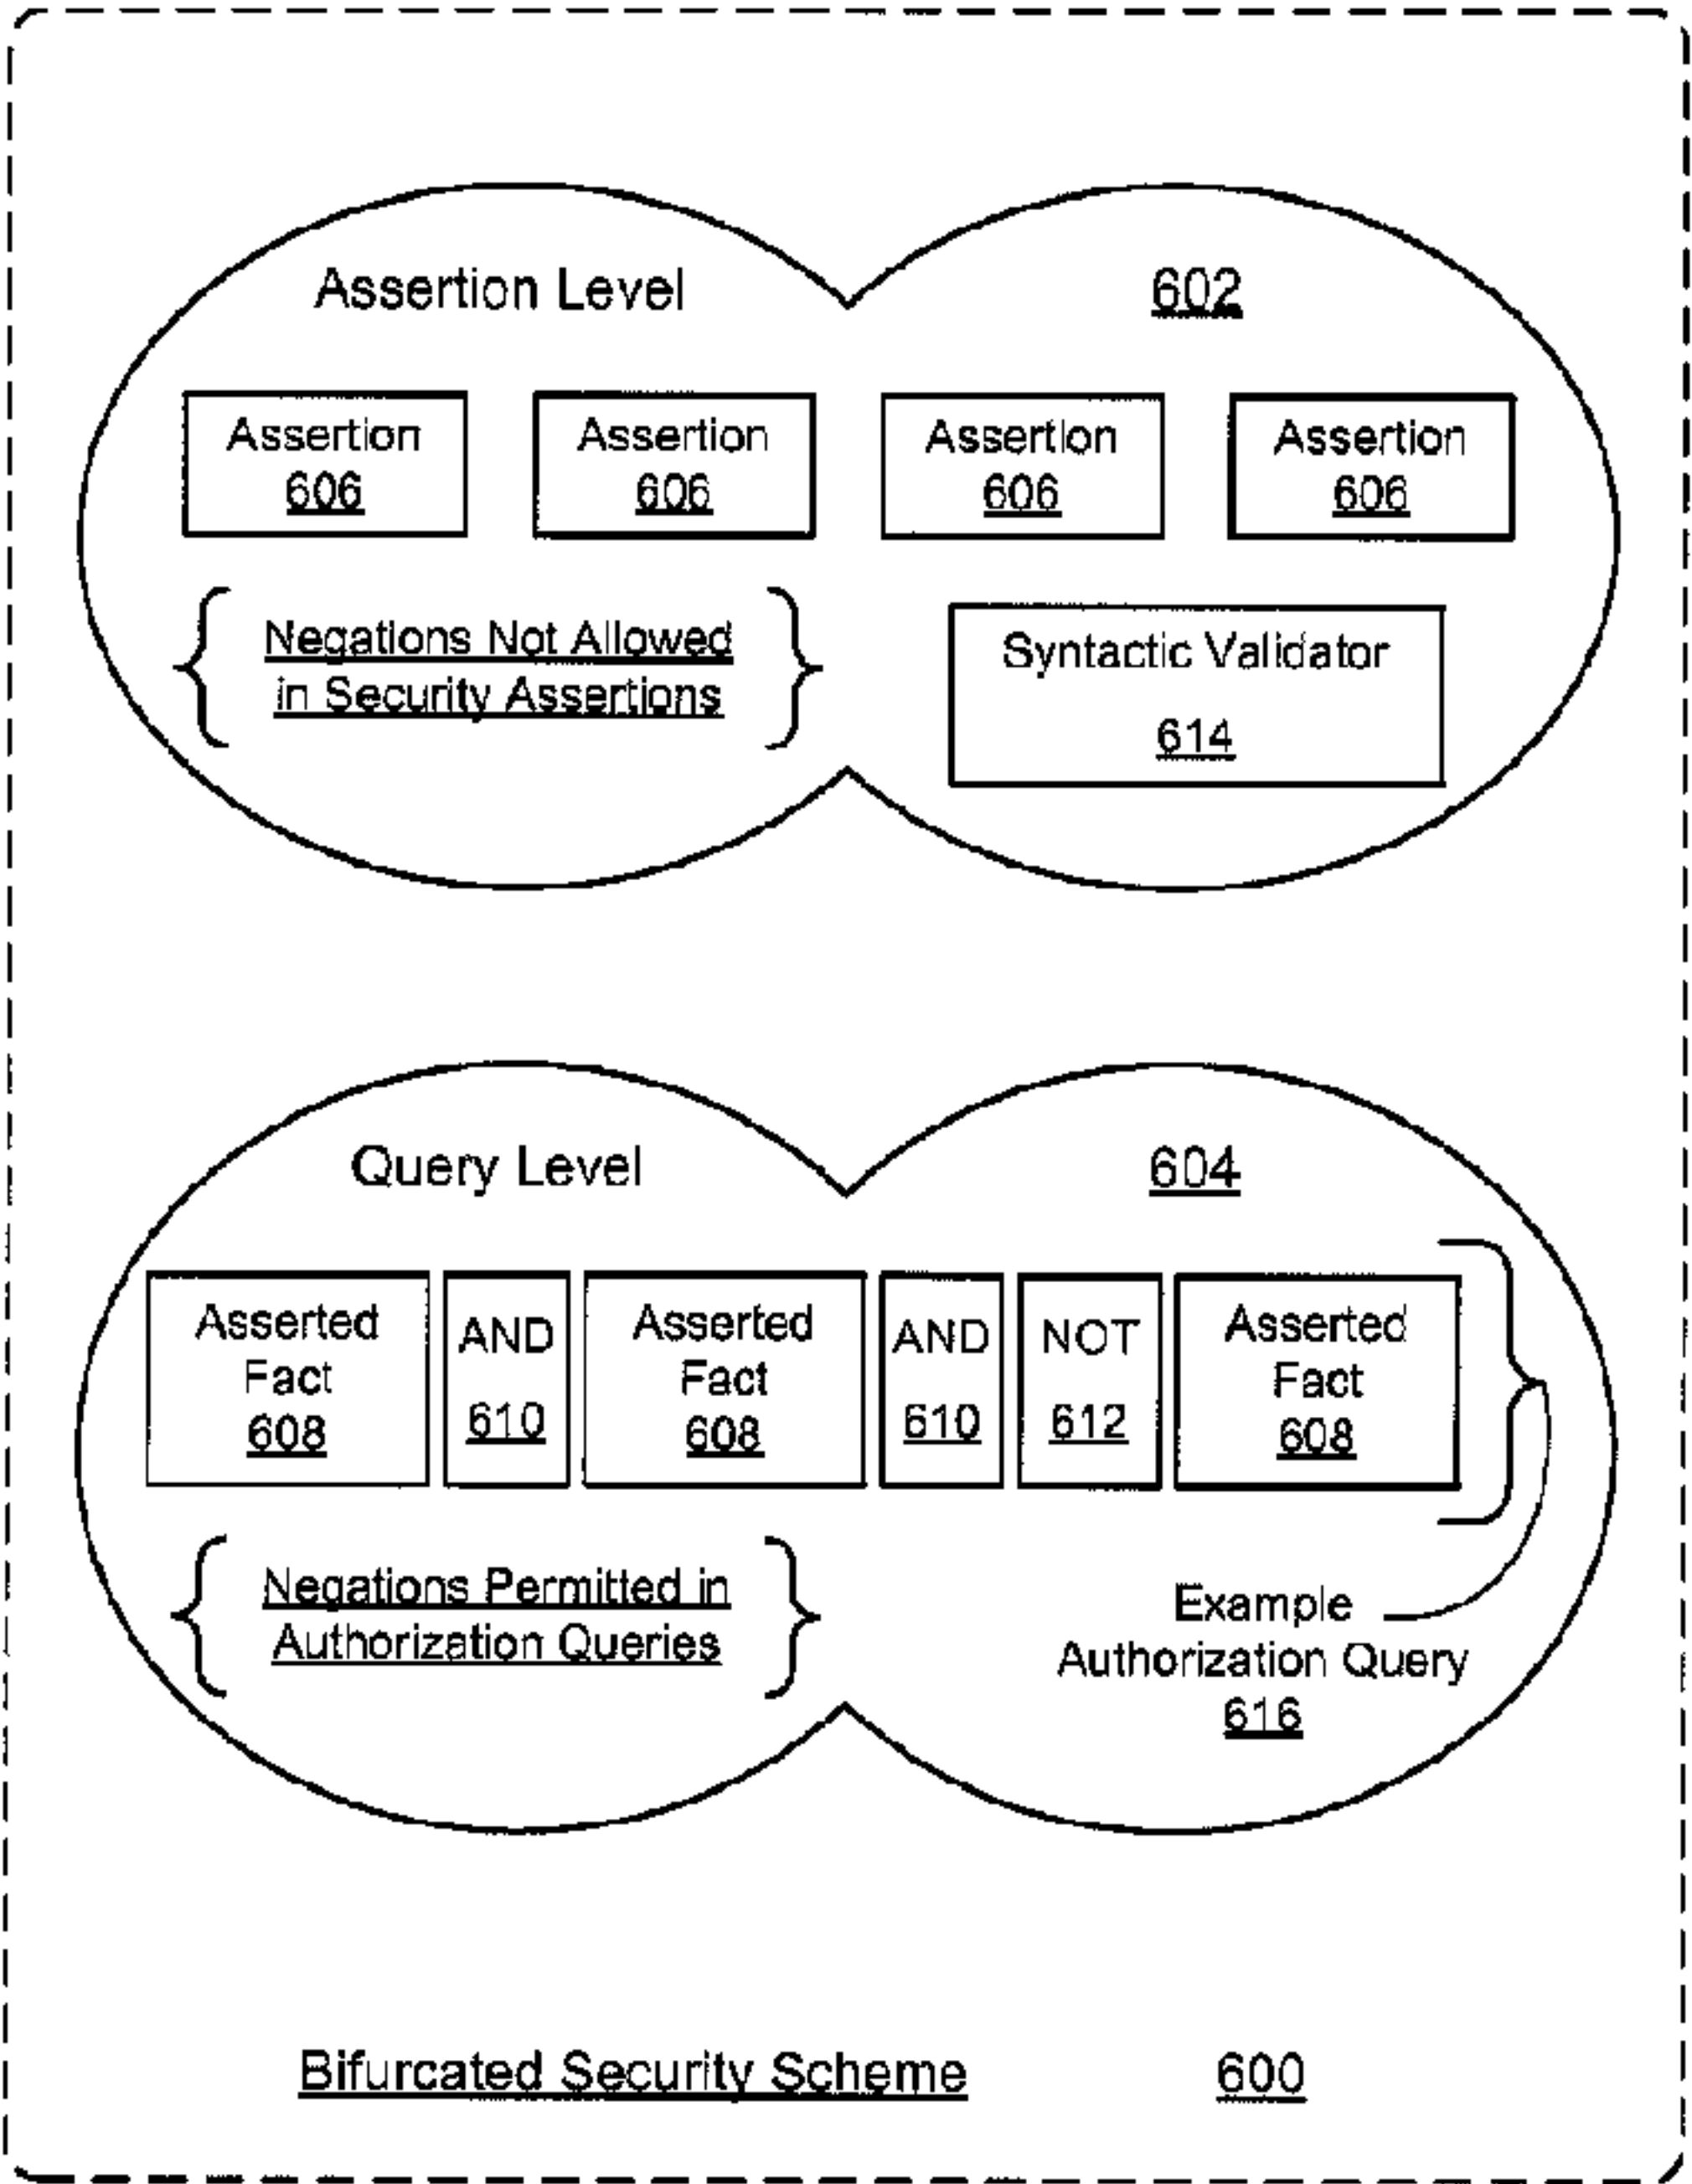 Assertion Level 602
Assertion Assertion Assertion Assertion
606 606 606 606
Negations Not Allowed
in Security Assertions
Syntactic Validator
614
Query Level 604
Asserted
Fact
608
AND
610
Asserted
Fact
608
AND
610
NOT
612
Asserted
Fact
608
Negations Permitted in
Authorization Queries
Example
Authorization Query
616
Bifurcated Security Scheme 600